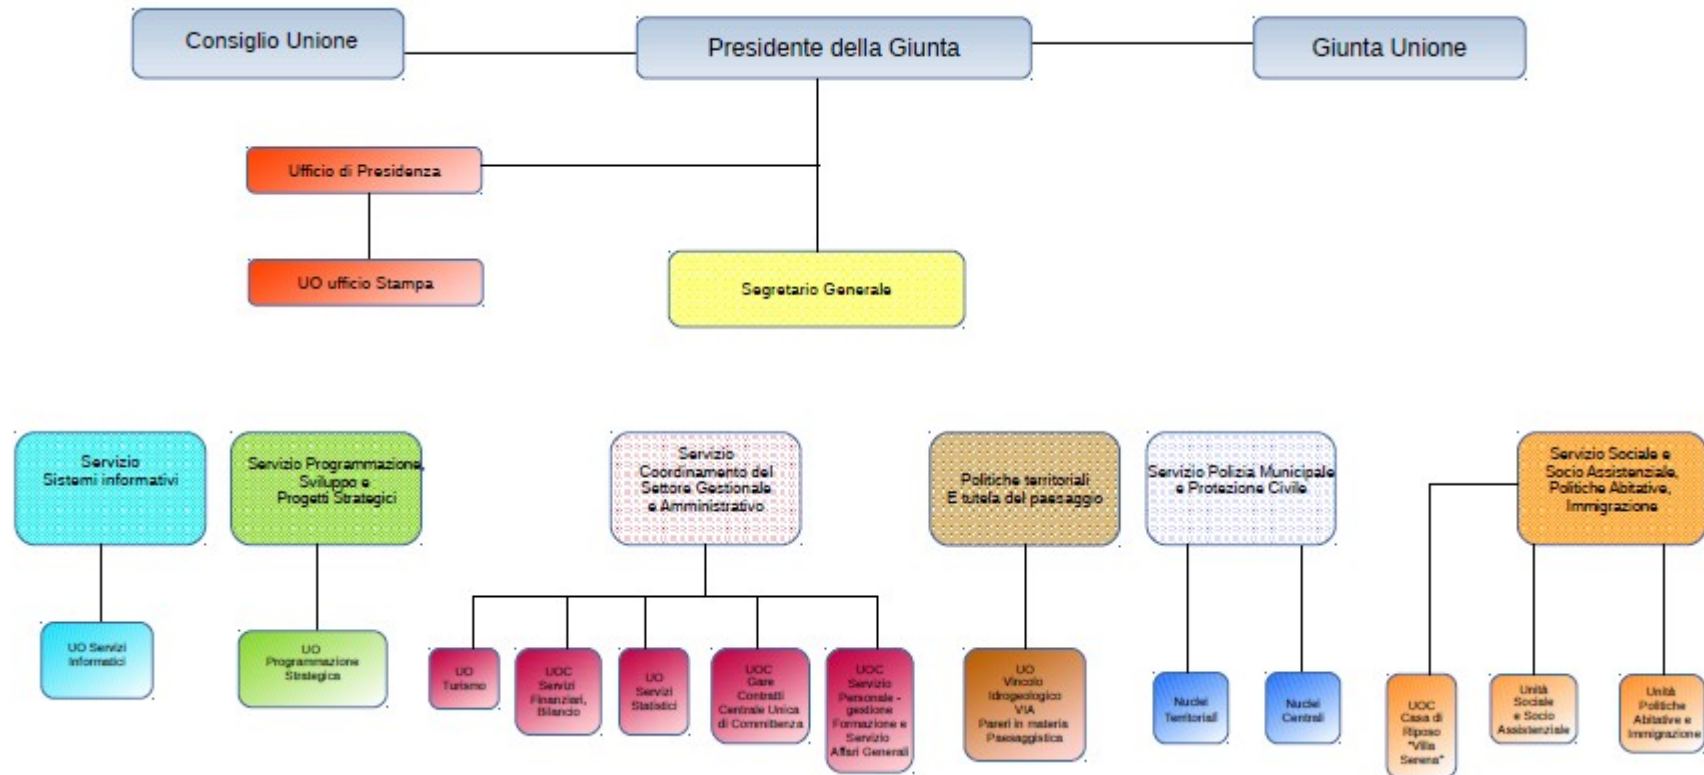 Consiglio Unione
Presidente della Giunta
Giunta Unione
Ufficio di Presidenza
UO ufficio Stampa
Segretario Generale
Servizio
Sistemi informativi
Servizio Programmazione,
Sviluppo e
Progetti Strategici
Servizio
Coordinamento del
Settore Gestionale
e Amministrativo
Politiche territoriali
E tutela del paesaggio
Servizio Polizia Municipale
e Protezione Civile
Servizio Sociale e
Socio Assistenziale,
Politiche Abitative,
Immigrazione
UO Servizi
Informatici
UO
Programmazione
Strategica
UO
Turismo
UOC
Servizi
Finanziari,
Bilancio
UO
Servizi
Statistici
UOC
Gare
Contratti
Centrale Unica
di Committenza
UOC
Servizio
Personale -
gestione
Formazione e
Servizio
Affari Generali
UO
Vincolo
Idrogeologico
VIA
Pareri in materia
Paesaggistica
Nuclei
Territoriali
Nuclei
Centrali
UOC
Casa di
Riposo
"Villa
Serena"
Unità
Sociale
e Socio
Assistenziale
Unità
Politiche
Abitative e
Immigrazione